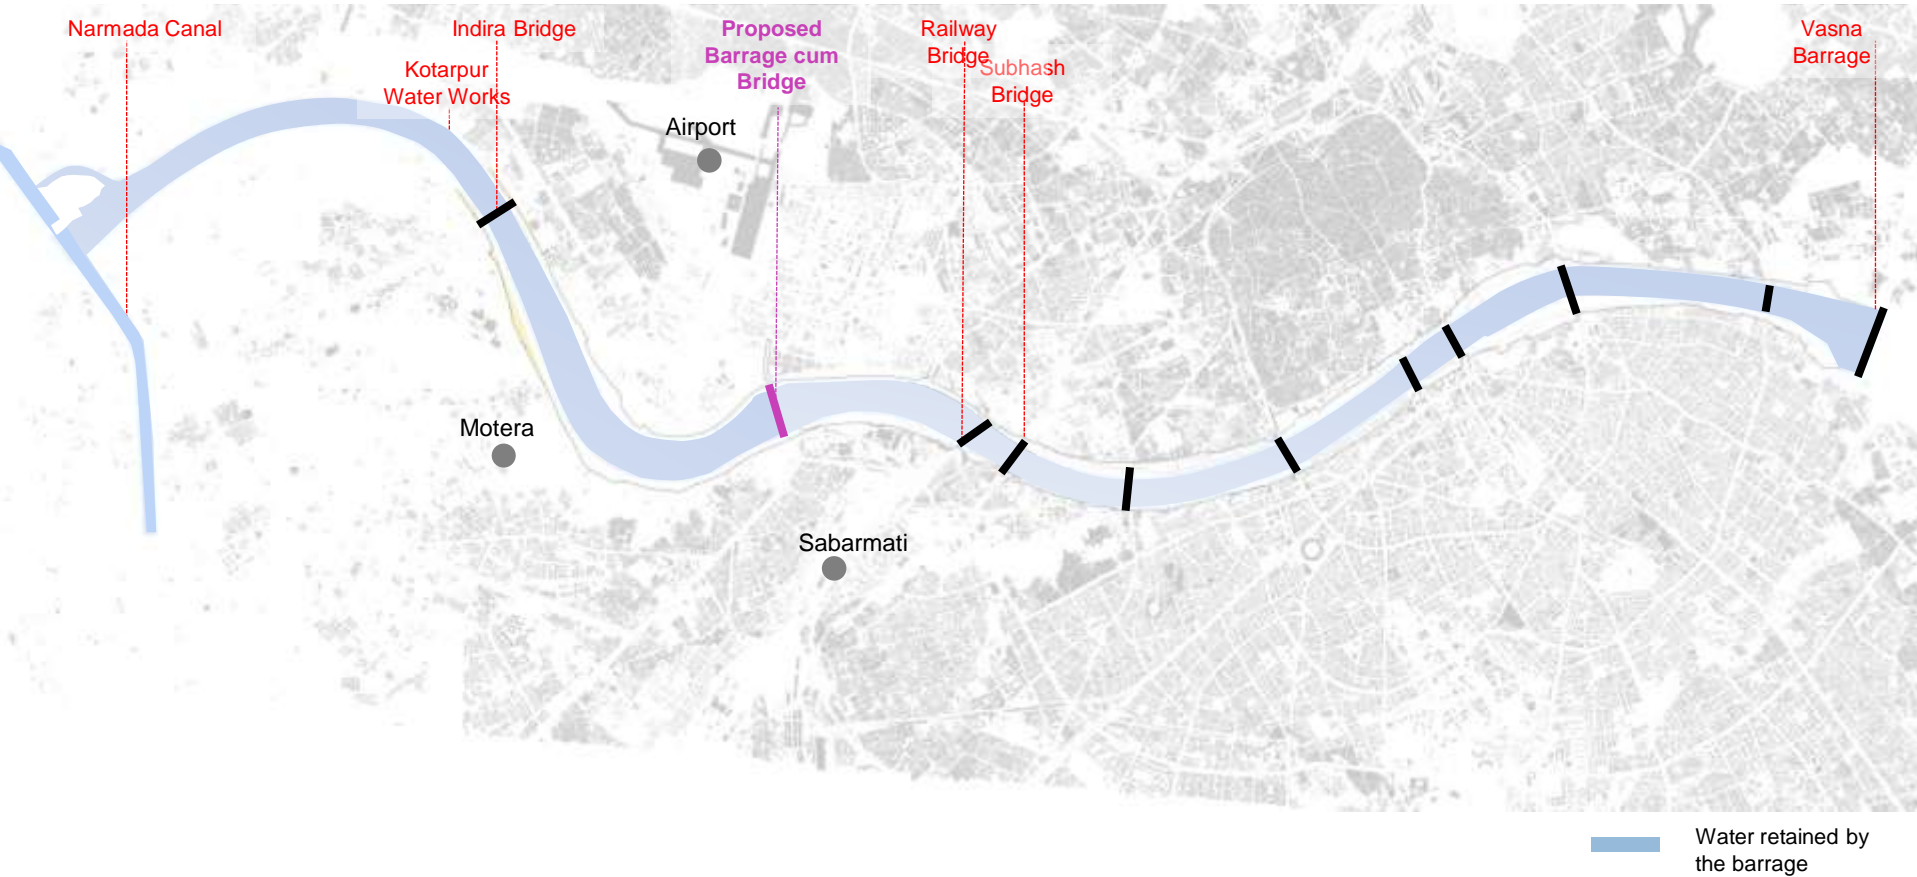 Narmada Canal
Kotarpur
Water Works
Indira Bridge
Proposed
Barrage cum
Bridge
Railway
Bridge
Subhash
Bridge
Vasna
Barrage
Airport
Motera
Sabarmati
Water retained by
the barrage